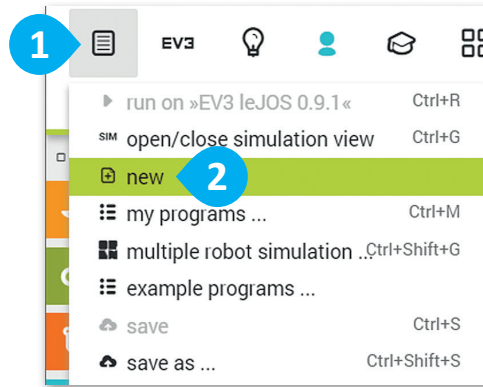 1
EV3
run on »EV3 leJOS 0.9.1« Ctrl+R
SIM open/close simulation view Ctrl+G
new 2
my programs ... Ctrl+M
multiple robot simulation ... Ctrl+Shift+G
example programs ...
save Ctrl+S
save as ... Ctrl+Shift+S